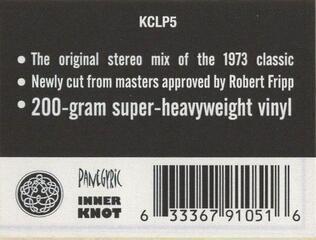 KCLP5
• The original stereo mix of the 1973 classic
• Newly cut from masters approved by Robert Fripp
• 200-gram super-heavyweight vinyl
PANEGYRIC
INNER
KNOT
6 33367 91051 6